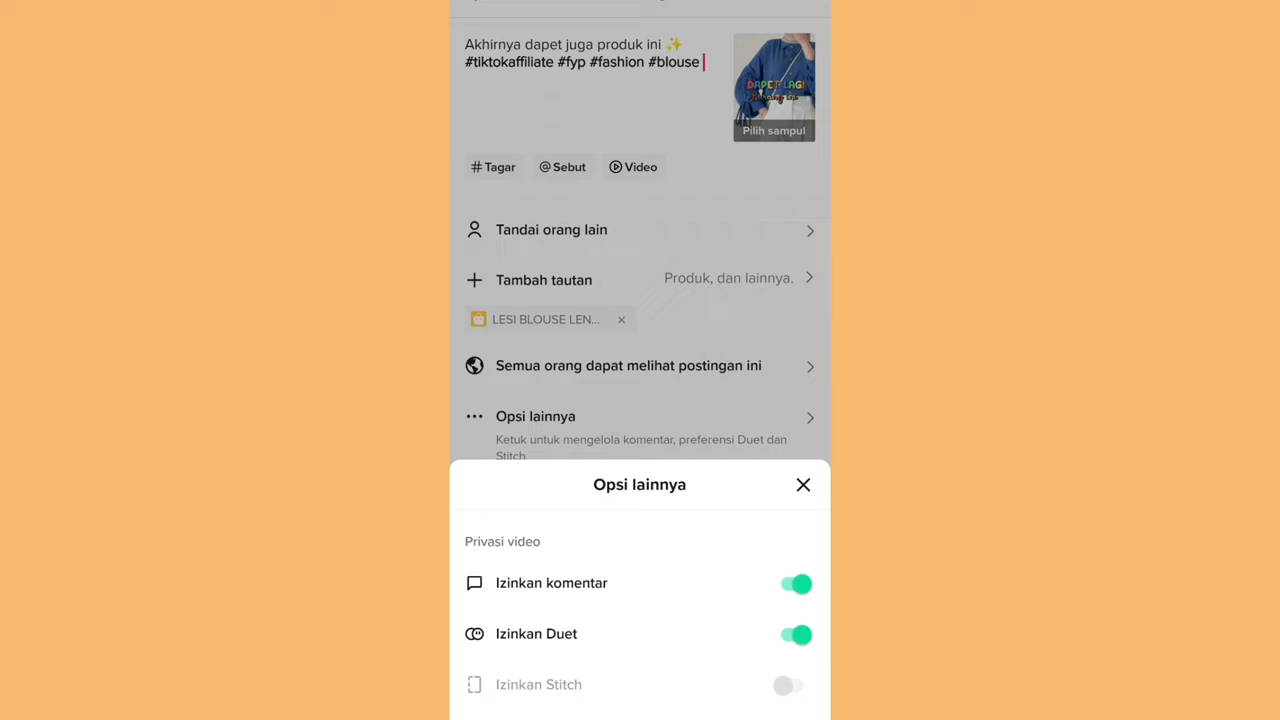 Akhirnya dapet juga produk ini ✨
#tiktokaffiliate #fyp #fashion #blouse
DAPET LAGI
Pilih sampul
# Tagar @ Sebut Video
Tandai orang lain
Tambah tautan Produk, dan lainnya.
LESI BLOUSE LEN... ×
Semua orang dapat melihat postingan ini
Opsi lainnya
Ketuk untuk mengelola komentar, preferensi Duet dan
Stitch
Opsi lainnya
Privasi video
Izinkan komentar
Izinkan Duet
Izinkan Stitch